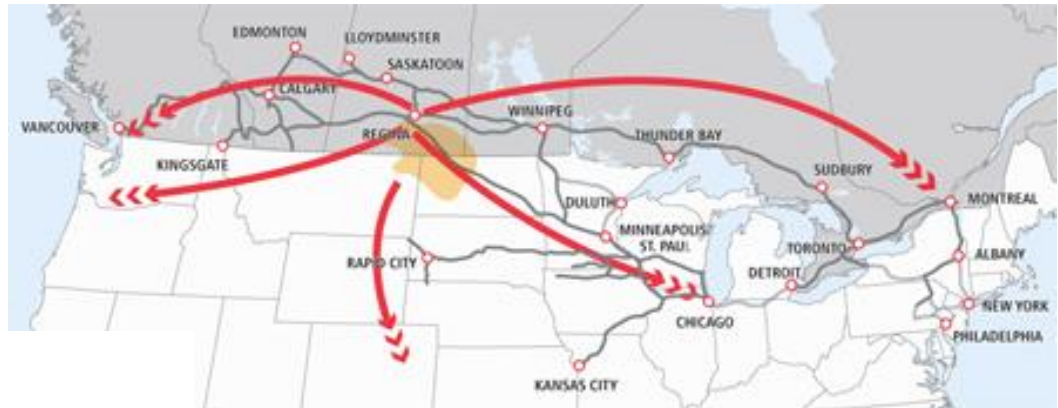 EDMONTON
LLOYDMINSTER
SASKATOON
CALGARY
WINNIPEG
VANCOUVER
REGINA
THUNDER BAY
KINGSGATE
SUDBURY
DULUTH
MONTREAL
MINNEAPOLIS
ST. PAUL
TORONTO
RAPID CITY
ALBANY
DETROIT
NEW YORK
CHICAGO
PHILADELPHIA
KANSAS CITY